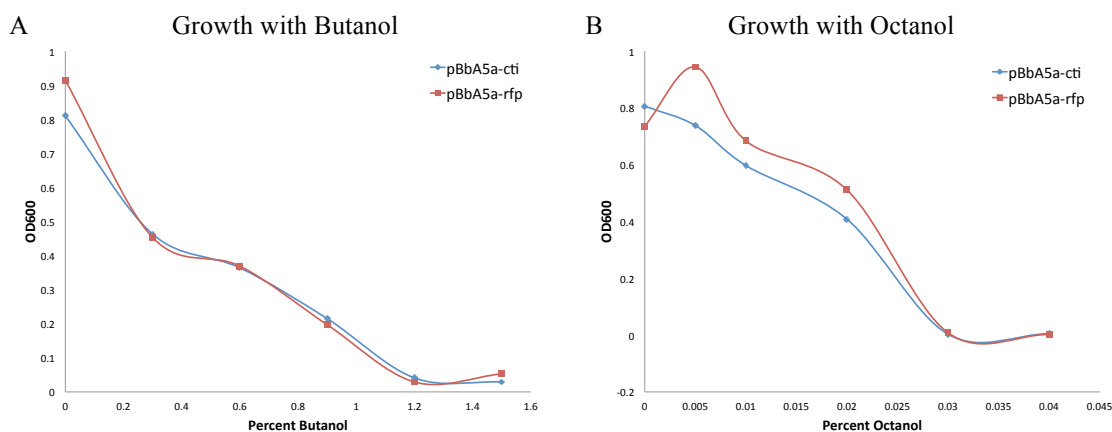 A
Growth with Butanol
pBbA5a-cti
pBbA5a-rfp
OD600
1
0.9
0.8
0.7
0.6
0.5
0.4
0.3
0.2
0.1
0
0 0.2 0.4 0.6 0.8 1 1.2 1.4 1.6
Percent Butanol
B
Growth with Octanol
pBbA5a-cti
pBbA5a-rfp
OD600
1
0.8
0.6
0.4
0.2
0
-0.2
0 0.005 0.01 0.015 0.02 0.025 0.03 0.035 0.04 0.045
Percent Octanol